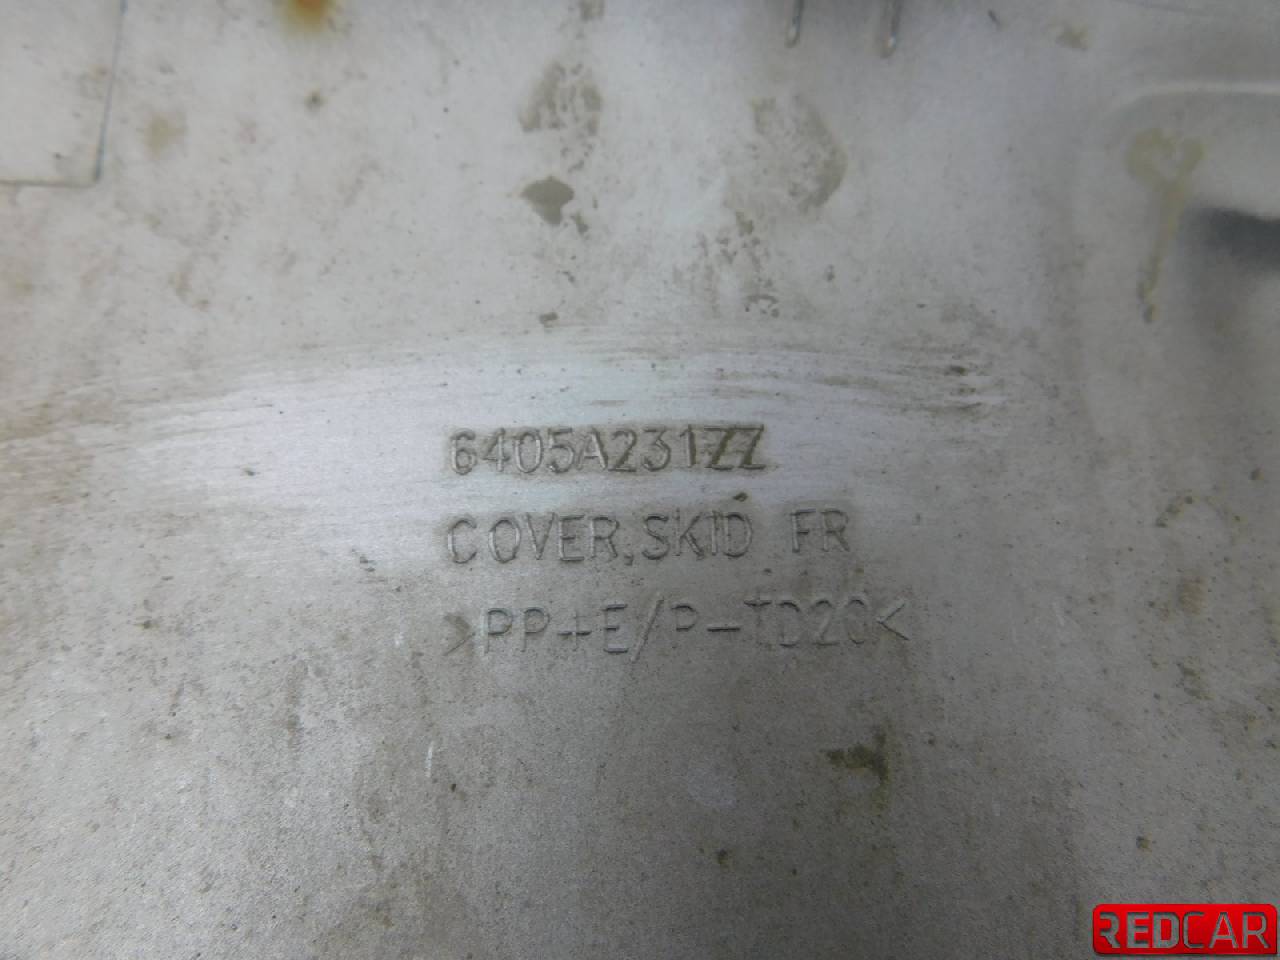 6405A231ZZ
COVER,SKID FR
>PP+E/P-TD20<
REDCAR